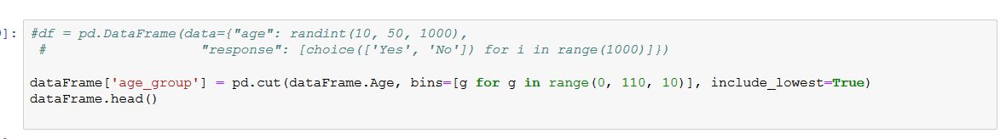 ]: #df = pd.DataFrame(data={"age": randint(10, 50, 1000),
#                  "response": [choice(['Yes', 'No']) for i in range(1000)]})
dataFrame['age_group'] = pd.cut(dataFrame.Age, bins=[g for g in range(0, 110, 10)], include_lowest=True)
dataFrame.head()